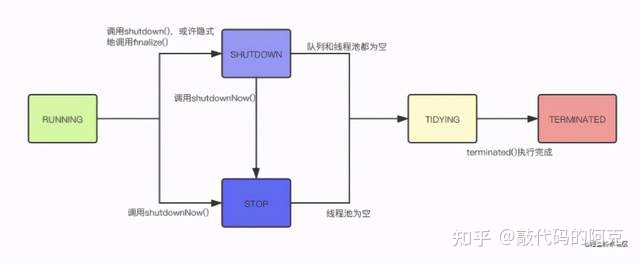 调用shutdown(),或许隐式
地调用finalize()
SHUTDOWN
队列和线程池都为空
调用shutdownNow()
RUNNING
TIDYING
TERMINATED
terminated()执行完成
STOP
调用shutdownNow()
线程池为空
知乎 @敲代码的阿克